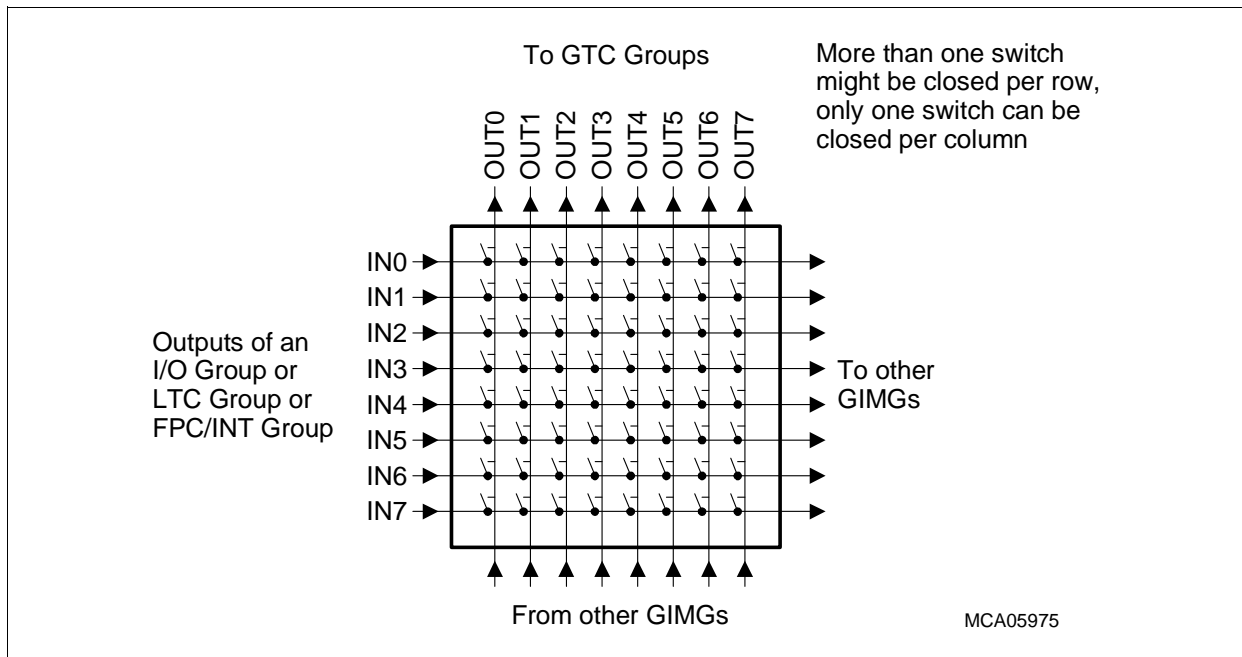 To GTC Groups
More than one switch
might be closed per row,
only one switch can be
closed per column
OUT0
OUT1
OUT2
OUT3
OUT4
OUT5
OUT6
OUT7
IN0
IN1
IN2
IN3
IN4
IN5
IN6
IN7
Outputs of an
I/O Group or
LTC Group or
FPC/INT Group
To other
GIMGs
From other GIMGs
MCA05975